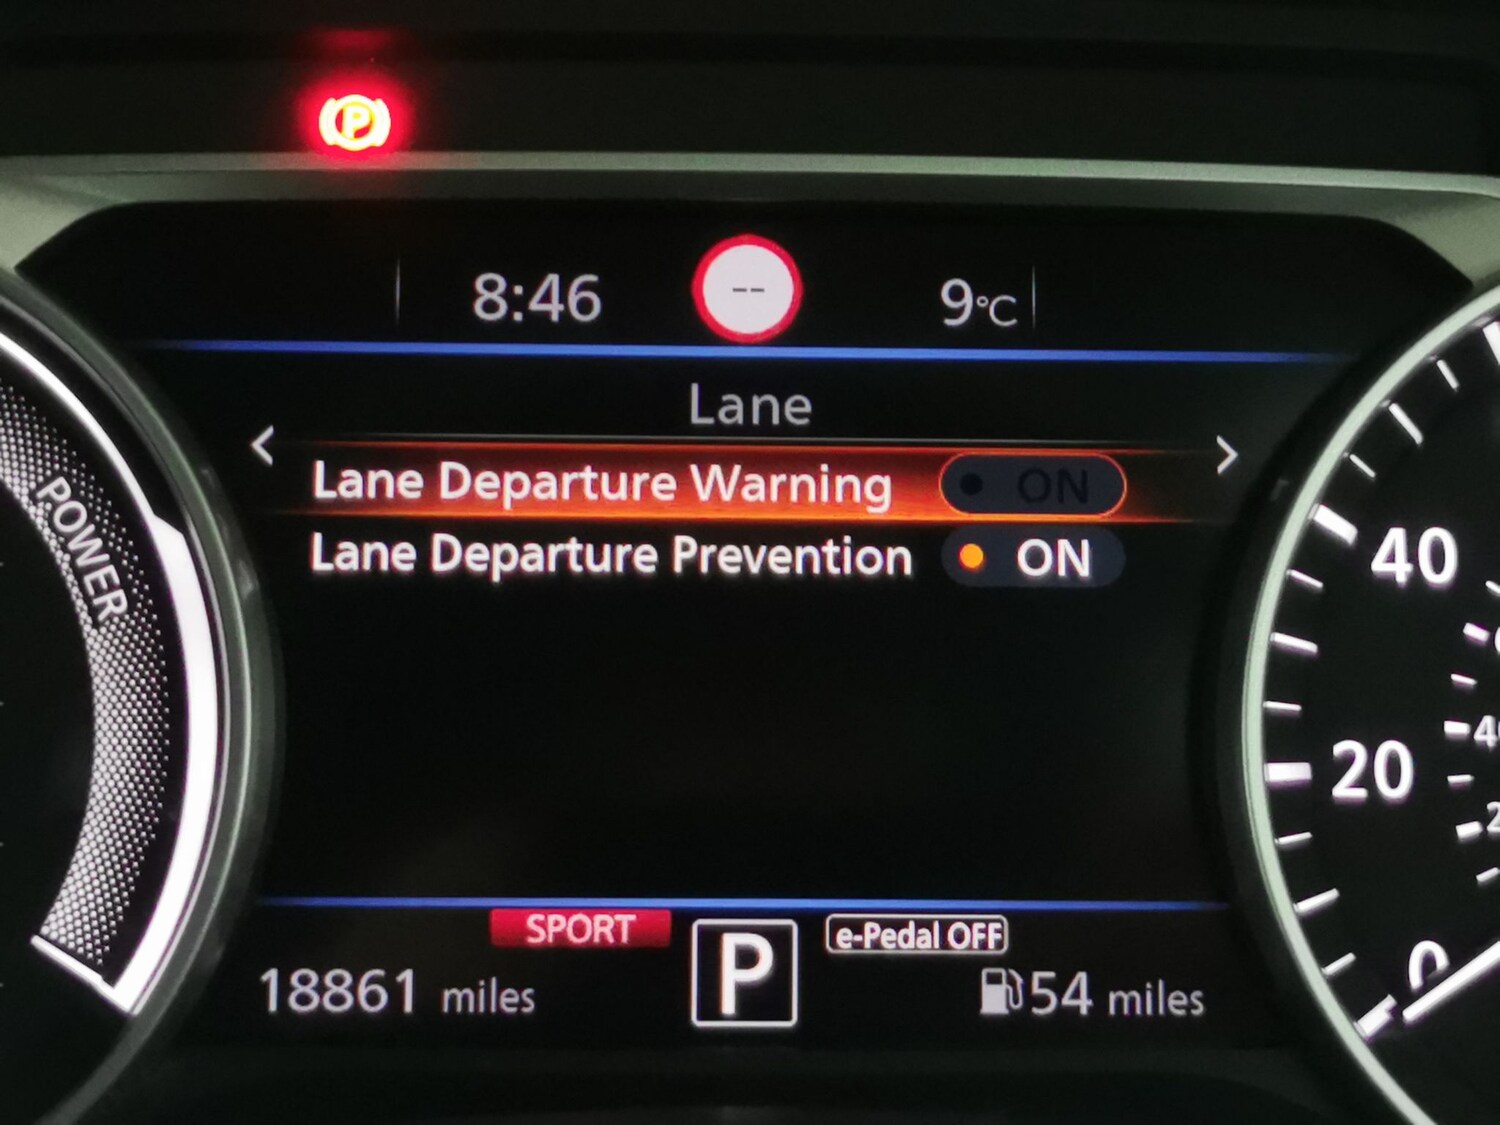 P
8:46
--
9°C
Lane
< >
Lane Departure Warning ON
Lane Departure Prevention ON
POWER
40
20
0
SPORT
P
e-Pedal OFF
18861 miles
54 miles